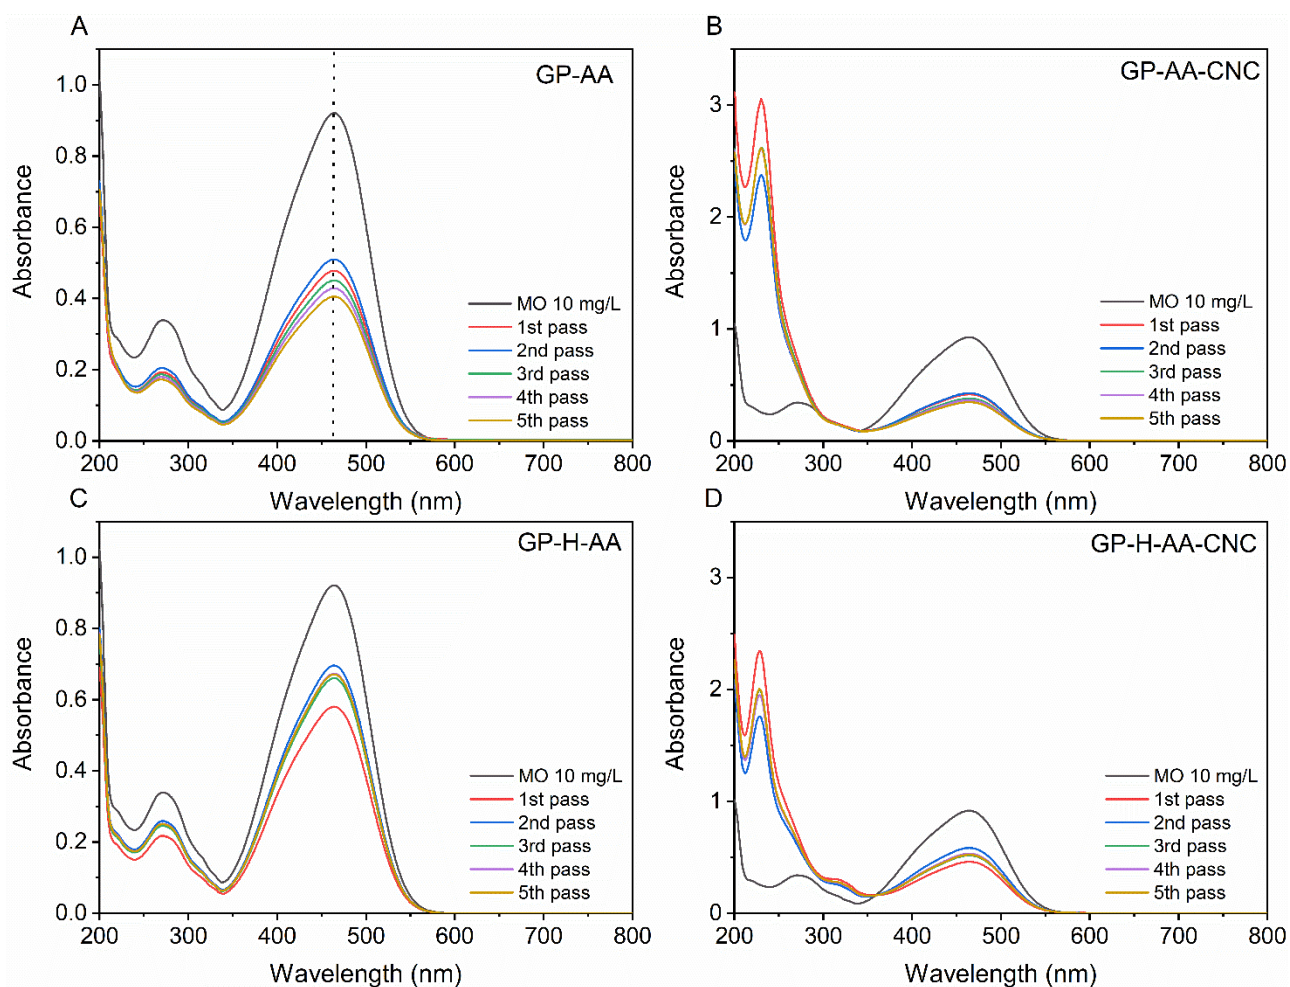 A
GP-AA
Absorbance
1.0
0.8
0.6
0.4
0.2
0.0
MO 10 mg/L
1st pass
2nd pass
3rd pass
4th pass
5th pass
200 300 400 500 600 700 800
Wavelength (nm)
B
GP-AA-CNC
Absorbance
3
2
1
0
MO 10 mg/L
1st pass
2nd pass
3rd pass
4th pass
5th pass
200 300 400 500 600 700 800
Wavelength (nm)
C
GP-H-AA
Absorbance
1.0
0.8
0.6
0.4
0.2
0.0
MO 10 mg/L
1st pass
2nd pass
3rd pass
4th pass
5th pass
200 300 400 500 600 700 800
Wavelength (nm)
D
GP-H-AA-CNC
Absorbance
3
2
1
0
MO 10 mg/L
1st pass
2nd pass
3rd pass
4th pass
5th pass
200 300 400 500 600 700 800
Wavelength (nm)